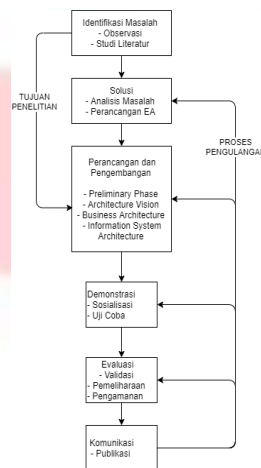 Identifikasi Masalah
- Observasi
- Studi Literatur
TUJUAN
PENELITIAN
Solusi
- Analisis Masalah
- Perancangan EA
PROSES
PENGULANGAN
Perancangan dan
Pengembangan
- Preliminary Phase
- Architecture Vision
- Business Architecture
- Information System
Architecture
Demonstrasi
- Sosialisasi
- Uji Coba
Evaluasi
- Validasi
- Pemeliharaan
- Pengamanan
Komunikasi
- Publikasi